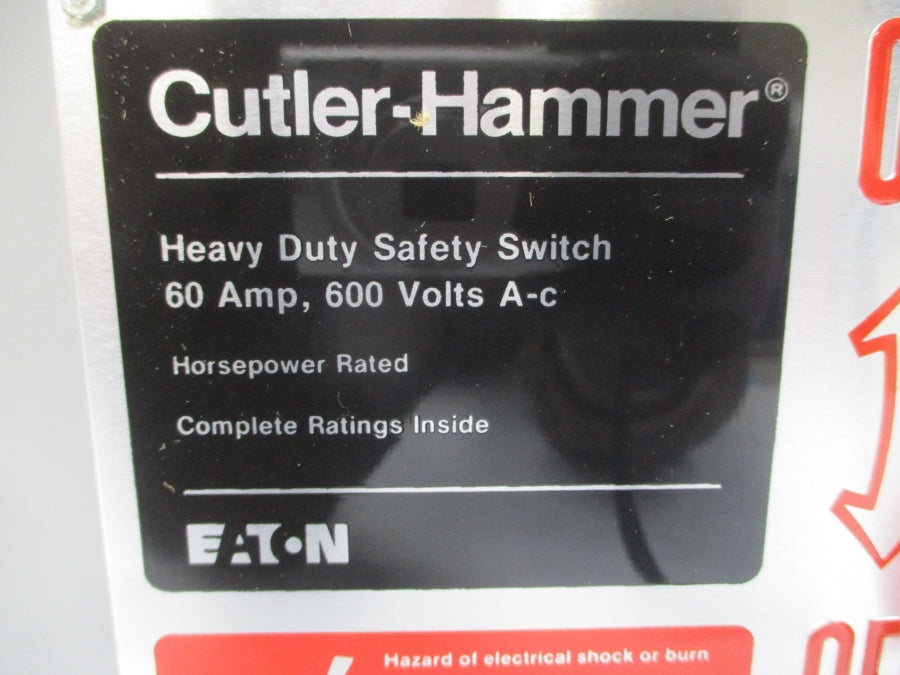 Cutler-Hammer®
Heavy Duty Safety Switch
60 Amp, 600 Volts A-c
Horsepower Rated
Complete Ratings Inside
EATON
Hazard of electrical shock or burn